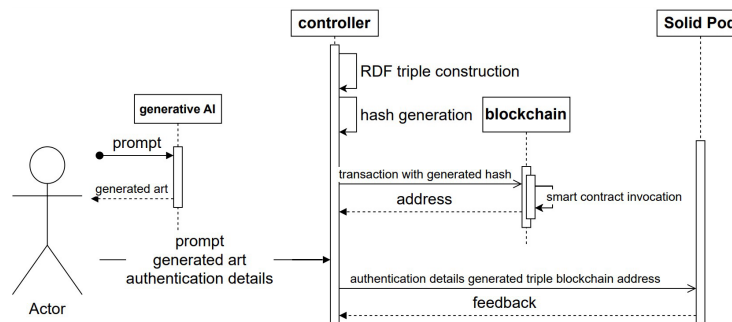 controller
Solid Pod
RDF triple construction
generative AI
hash generation
blockchain
prompt
transaction with generated hash
generated art
address
smart contract invocation
prompt
generated art
authentication details
authentication details generated triple blockchain address
feedback
Actor